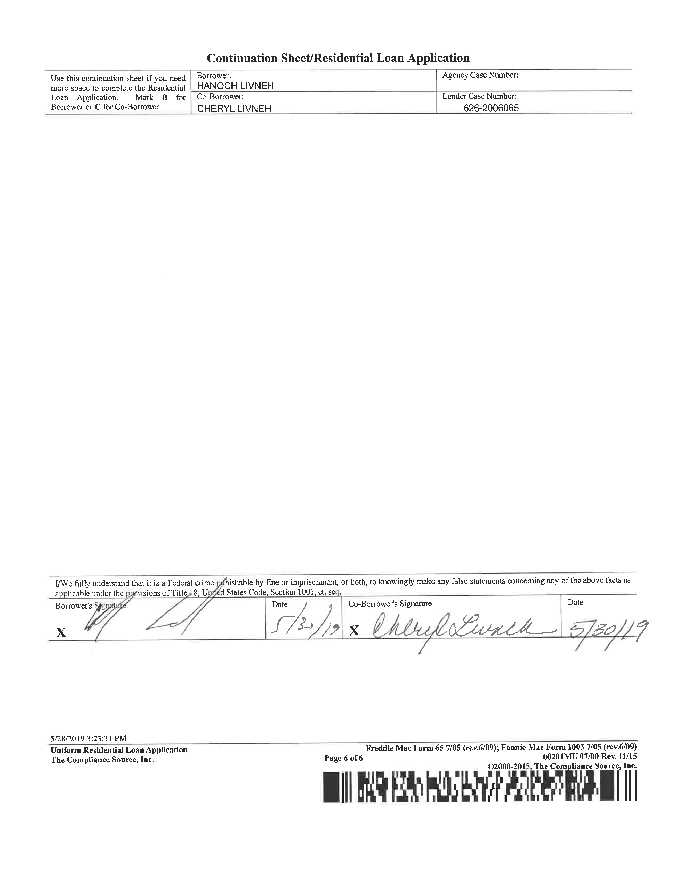 Continuation Sheet/Residential Loan Application
Use this continuation sheet if you need
more space to complete the Residential
Loan Application. Mark B for
Borrower or C for Co-Borrower
Borrower:
HANOCH LIVNEH
Co-Borrower:
CHERYL LIVNEH
Agency Case Number:
Lender Case Number:
626-2006065
I/We fully understand that it is a Federal crime punishable by fine or imprisonment, or both, to knowingly make any false statements concerning any of the above facts as
applicable under the provisions of Title 18, United States Code, Section 1001, et. seq.
Borrower's Signature
X
Date
5/30/19
Co-Borrower's Signature
X Cheryl Livneh
Date
5/30/19
5/28/2019 3:25:31 PM
Uniform Residential Loan Application
The Compliance Source, Inc.
Page 6 of 6
Freddie Mac Form 65 7/05 (rev.6/09); Fannie Mae Form 1003 7/05 (rev.6/09)
00201MU 07/00 Rev. 11/15
©2000-2015, The Compliance Source, Inc.